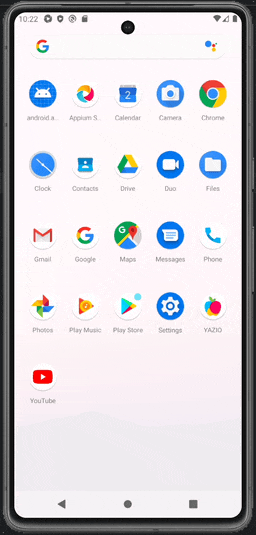 10:22
android.a..
Appium S..
Calendar
Camera
Chrome
2
Clock
Contacts
Drive
Duo
Files
Gmail
Google
Maps
Messages
Phone
Photos
Play Music
Play Store
Settings
YAZIO
YouTube